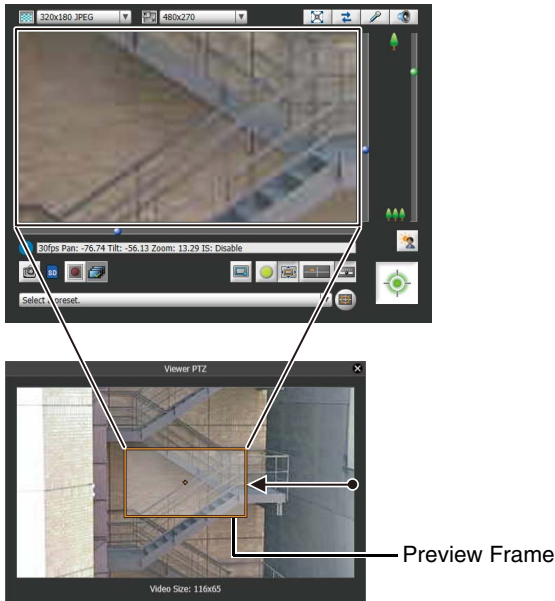 320x180 JPEG
480x270
30fps Pan: -76.74 Tilt: -56.13 Zoom: 13.29 IS: Disable
SD
Select a preset.
Viewer PTZ
Preview Frame
Video Size: 116x65